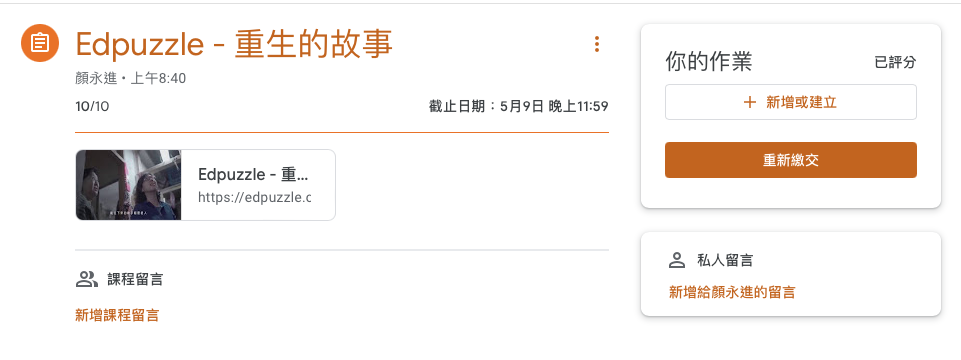 Edpuzzle - 重生的故事
顏永進 • 上午8:40
10/10
截止日期：5月9日 晚上11:59
Edpuzzle - 重...
https://edpuzzle.c
課程留言
新增課程留言
你的作業
已評分
+ 新增或建立
重新繳交
私人留言
新增給顏永進的留言